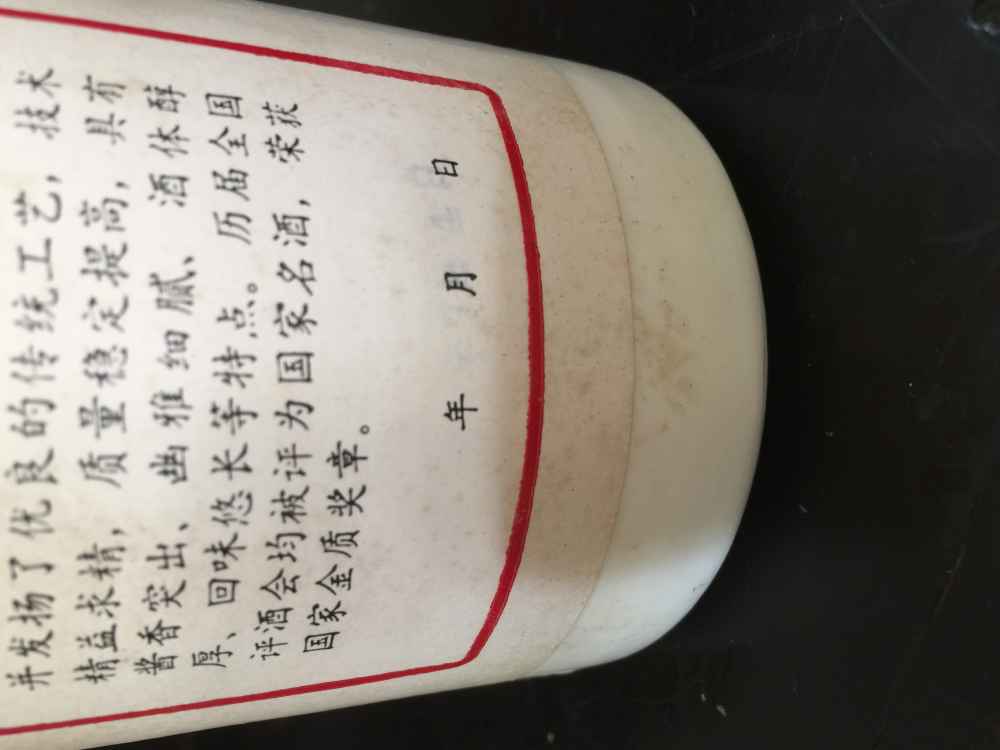 并发扬了优良的传统工艺，技术
精益求精，质量稳定提高，具有
酱香突出、幽雅细腻、酒体醇
厚、回味悠长等特点。历届全国
评酒会均被评为国家名酒，荣获
国家金质奖章。
年 月 日